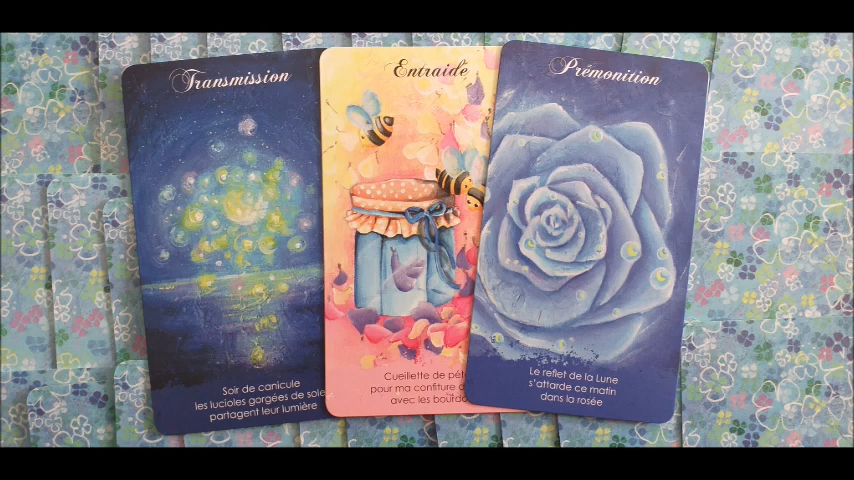 Transmission
Soir de canicule
les lucioles gorgées de sole
partagent leur lumière
Entraide
Cueillette de pét
pour ma confiture
avec les bourdo
Prémonition
Le reflet de la Lune
s'attarde ce matin
dans la rosée